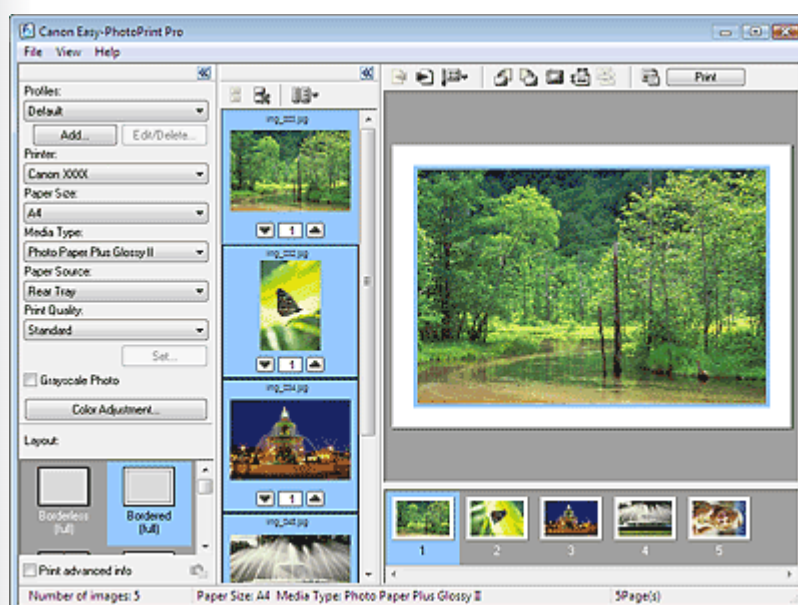 Canon Easy-PhotoPrint Pro
File View Help
Profiles:
Default
Add... Edit/Delete...
Printer:
Canon XXXX
Paper Size:
A4
Media Type:
Photo Paper Plus Glossy II
Paper Source:
Rear Tray
Print Quality:
Standard
Set...
Grayscale Photo
Color Adjustment...
Layout:
Borderless
(full)
Bordered
(full)
Print advanced info
1
1
1
Print
1 2 3 4 5
Number of images: 5 Paper Size: A4 Media Type: Photo Paper Plus Glossy II 5Page(s)